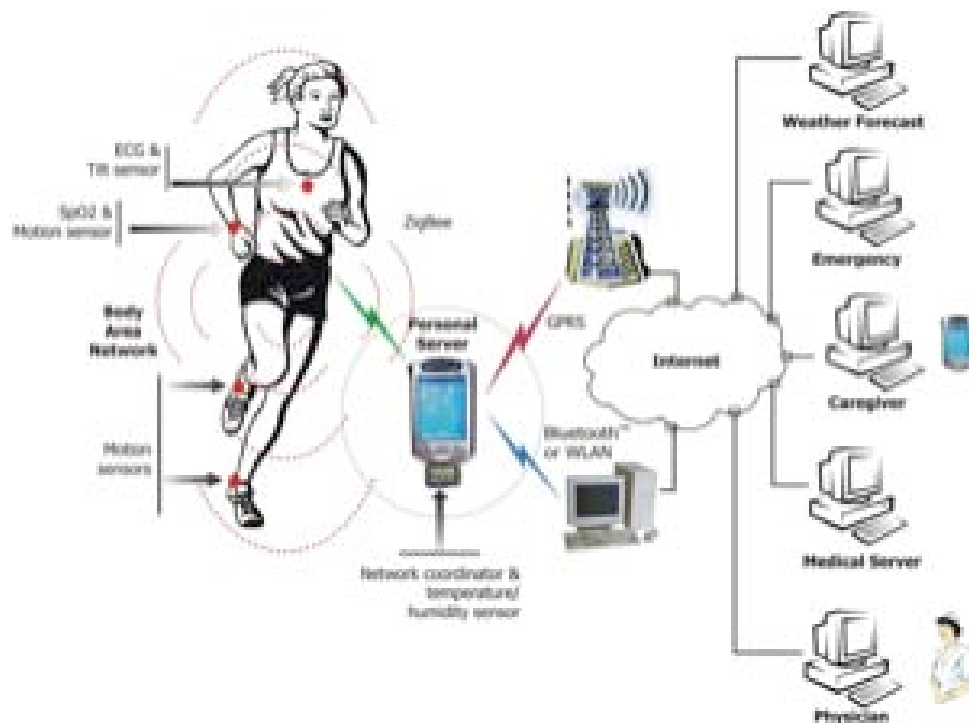 ECG &
Tilt sensor
SpO2 &
Motion sensor
ZigBee
Body
Area
Network
Motion
sensors
Personal
Server
Network coordinator &
temperature/
humidity sensor
GPRS
Bluetooth
or WLAN
Internet
Weather Forecast
Emergency
Caregiver
Medical Server
Physician